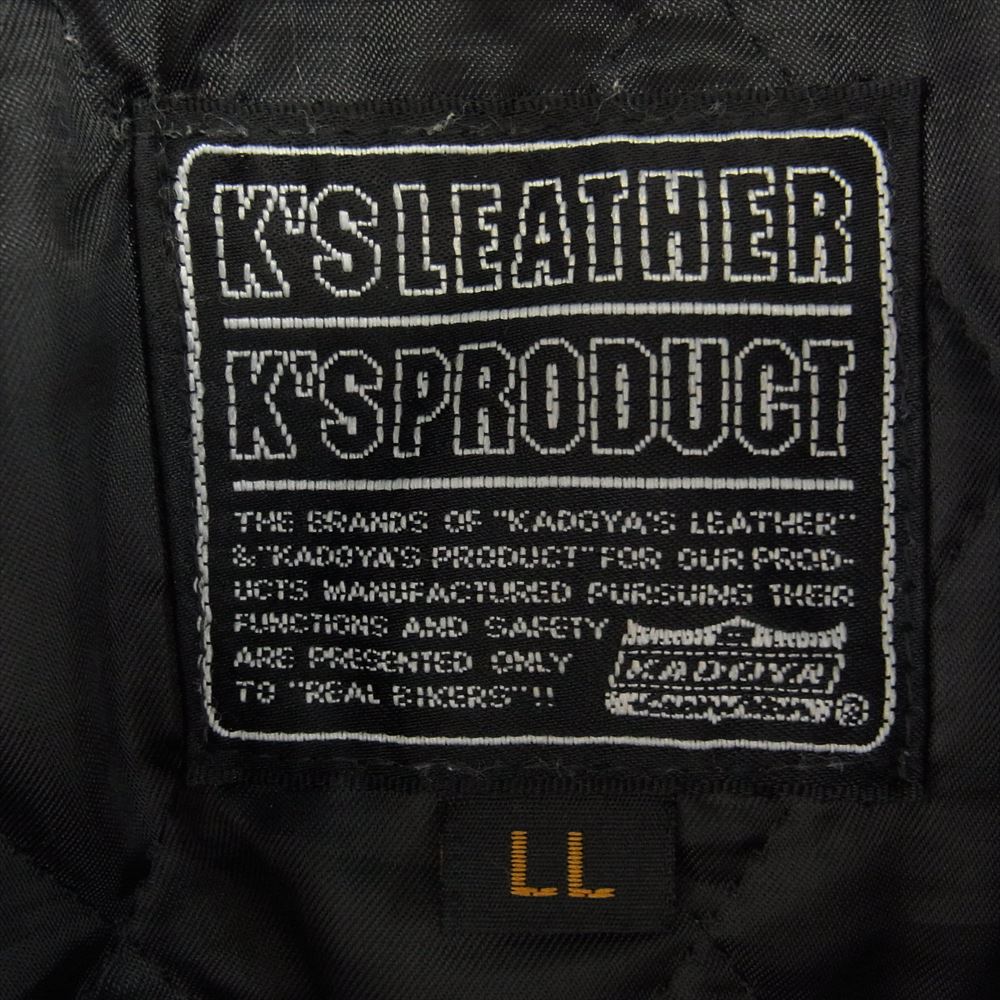 K'S LEATHER
K'S PRODUCT
THE BRANDS OF "KADOYA'S LEATHER"
& "KADOYA'S PRODUCT" FOR OUR PROD-
UCTS MANUFACTURED PURSUING THEIR
FUNCTIONS AND SAFETY
ARE PRESENTED ONLY
TO "REAL BIKERS"!!
KADOYA
®
LL